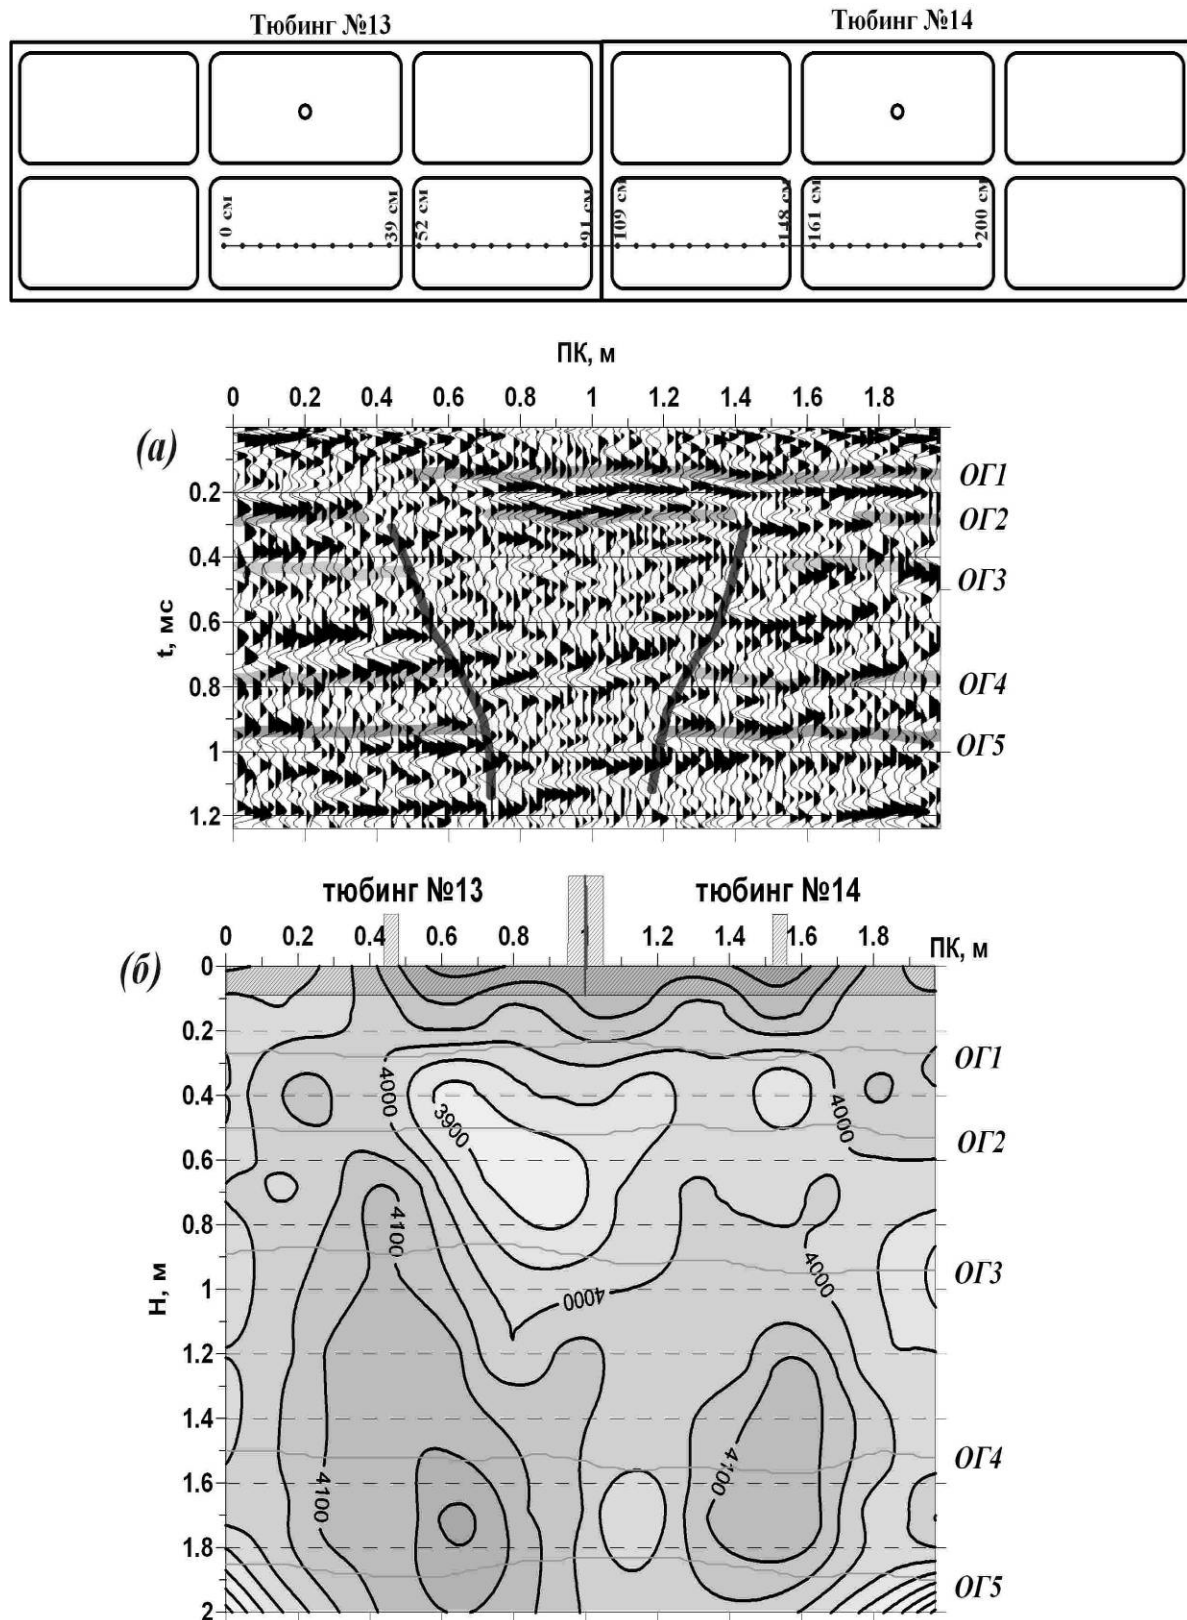 Тюбинг №13 Тюбинг №14
0 см 39 см 52 см 91 см 109 см 148 см 161 см 200 см
ПК, м
0 0.2 0.4 0.6 0.8 1 1.2 1.4 1.6 1.8
(а)
ОГ1
0.2
ОГ2
0.4
ОГ3
t, мс
0.6
ОГ4
0.8
ОГ5
1
1.2
тюбинг №13 тюбинг №14
0 0.2 0.4 0.6 0.8 1 1.2 1.4 1.6 1.8 ПК, м
(б)
0
0.2
ОГ1
0.4
4000 3900 4000
ОГ2
0.6
0.8
4100
ОГ3
4000
H, м
1
4000
1.2
1.4
ОГ4
4100
1.6
4100
1.8
ОГ5
2